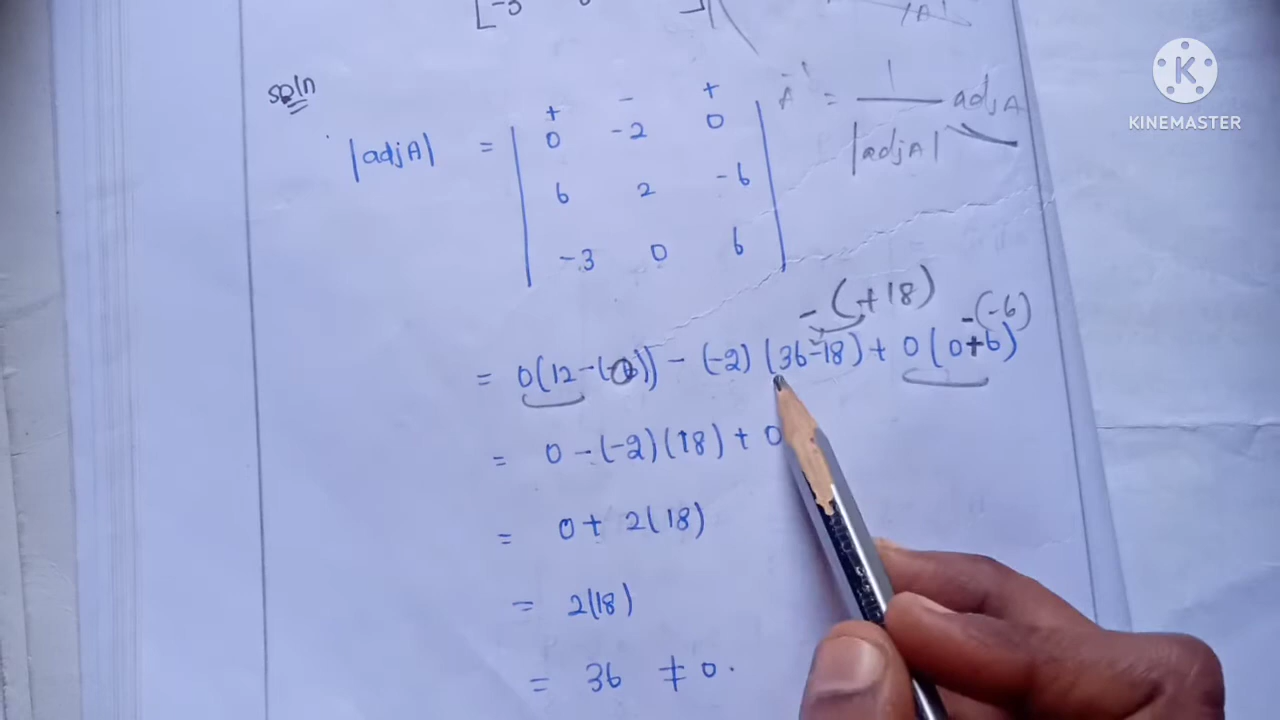 -3
|A|
KINEMASTER
soln
+ - +
|adjA| = | 0 -2 0 |
6 2 -6
-3 0 6
A⁻¹ = 1/|adjA| adjA
-(+18) -(-6)
= 0(12-(0)) - (-2)(36-18) + 0(0+6)
= 0 - (-2)(18) + 0
= 0 + 2(18)
= 2(18)
= 36 ≠ 0.